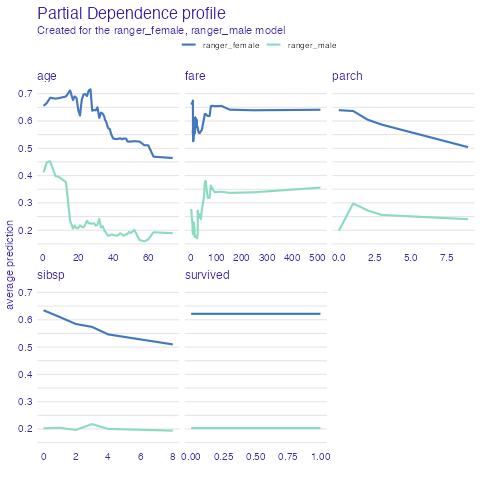 Partial Dependence profile
Created for the ranger_female, ranger_male model
ranger_female ranger_male
age fare parch
0.7
0.6
0.5
0.4
0.3
0.2
0 20 40 60 0 100 200 300 400 500 0.0 2.5 5.0 7.5
average prediction
sibsp survived
0.7
0.6
0.5
0.4
0.3
0.2
0 2 4 6 8 0.00 0.25 0.50 0.75 1.00